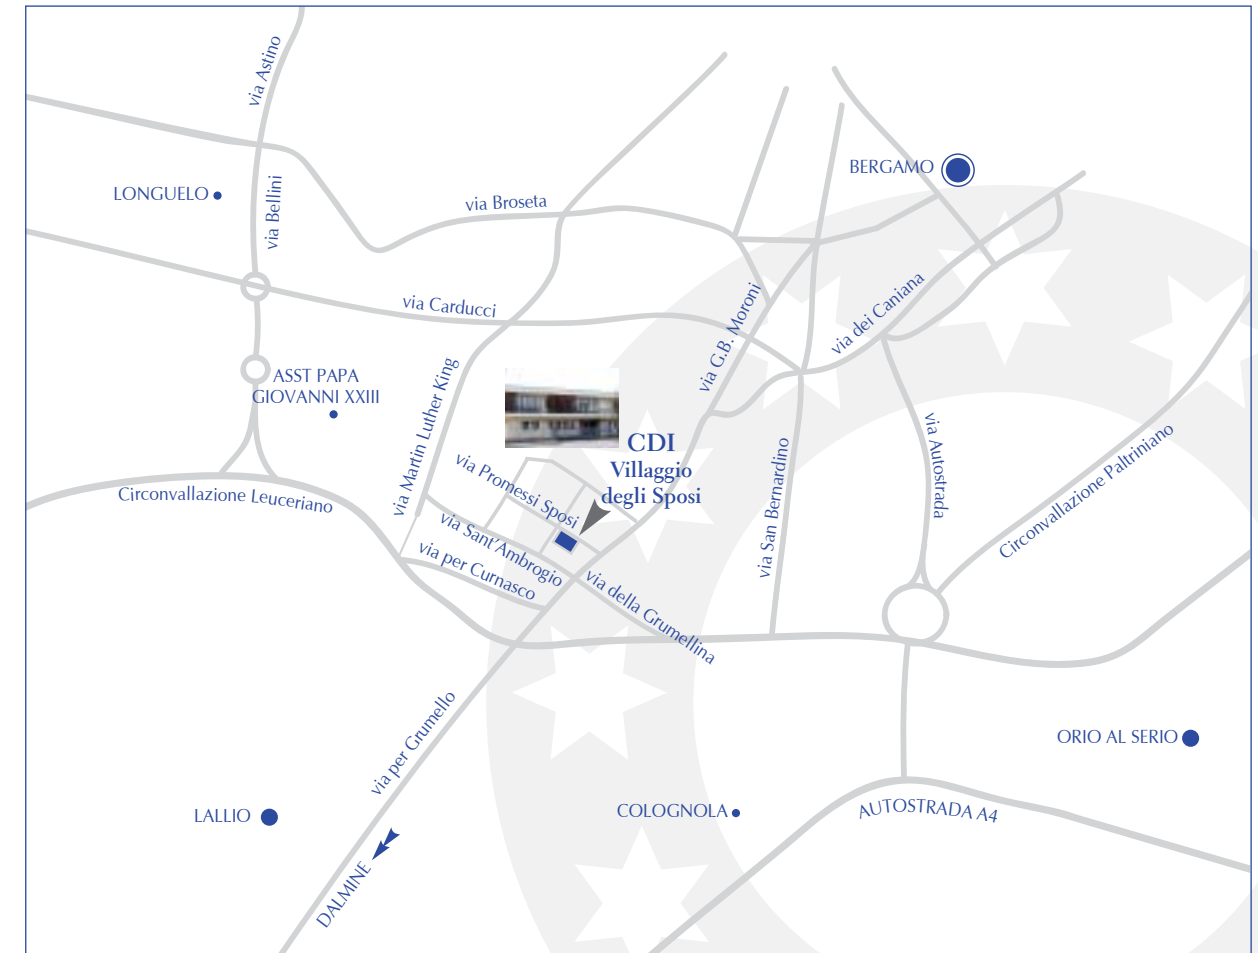 via Astino
BERGAMO
LONGUELO
via Bellini
via Broseta
via Carducci
via G.B. Moroni
via dei Caniana
ASST PAPA
GIOVANNI XXIII
via Martin Luther King
CDI
Villaggio
degli Sposi
via Promessi Sposi
via San Bernardino
via Autostrada
Circonvallazione Paltriniano
Circonvallazione Leuceriano
via Sant'Ambrogio
via per Curnasco
via della Grumellina
via per Grumello
ORIO AL SERIO
LALLIO
COLOGNOLA
AUTOSTRADA A4
DALMINE